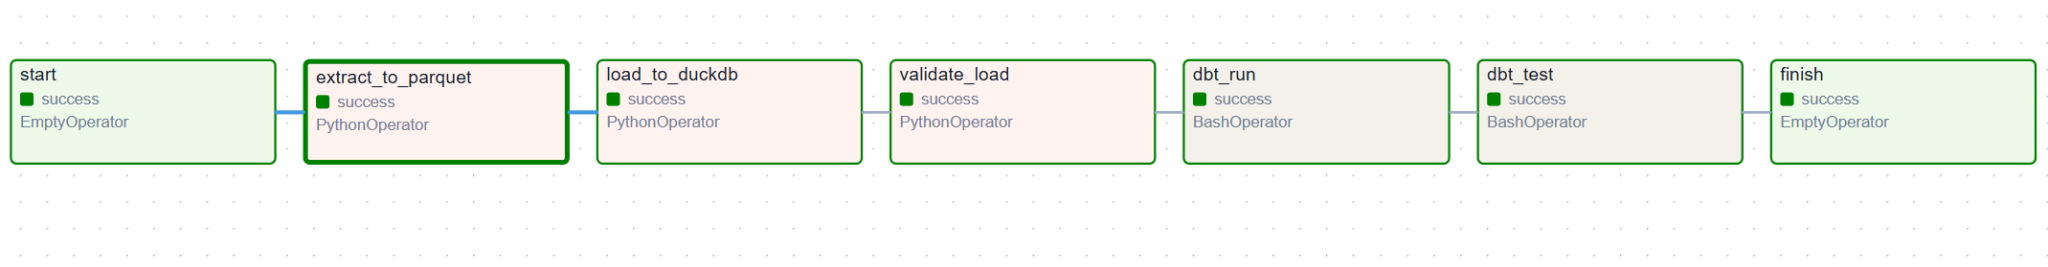 start
success
EmptyOperator
extract_to_parquet
success
PythonOperator
load_to_duckdb
success
PythonOperator
validate_load
success
PythonOperator
dbt_run
success
BashOperator
dbt_test
success
BashOperator
finish
success
EmptyOperator